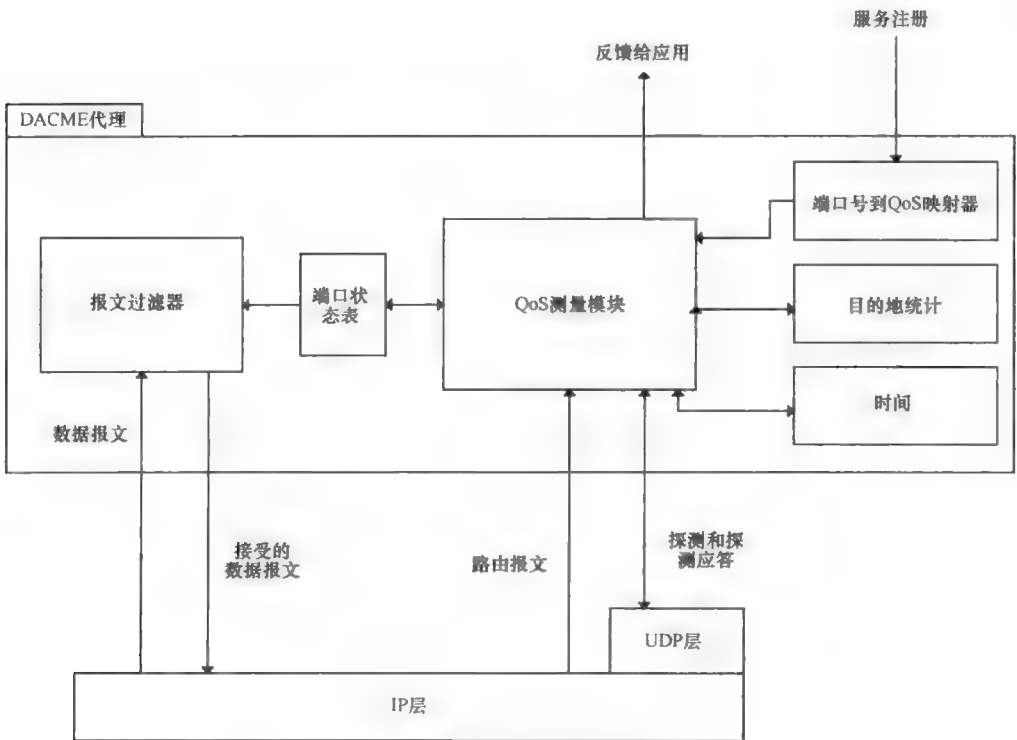 服务注册
反馈给应用
DACME代理
端口号到QoS映射器
报文过滤器
端口状
态表
QoS测量模块
目的地统计
时间
数据报文
接受的
数据报文
路由报文
探测和探
测应答
UDP层
IP层